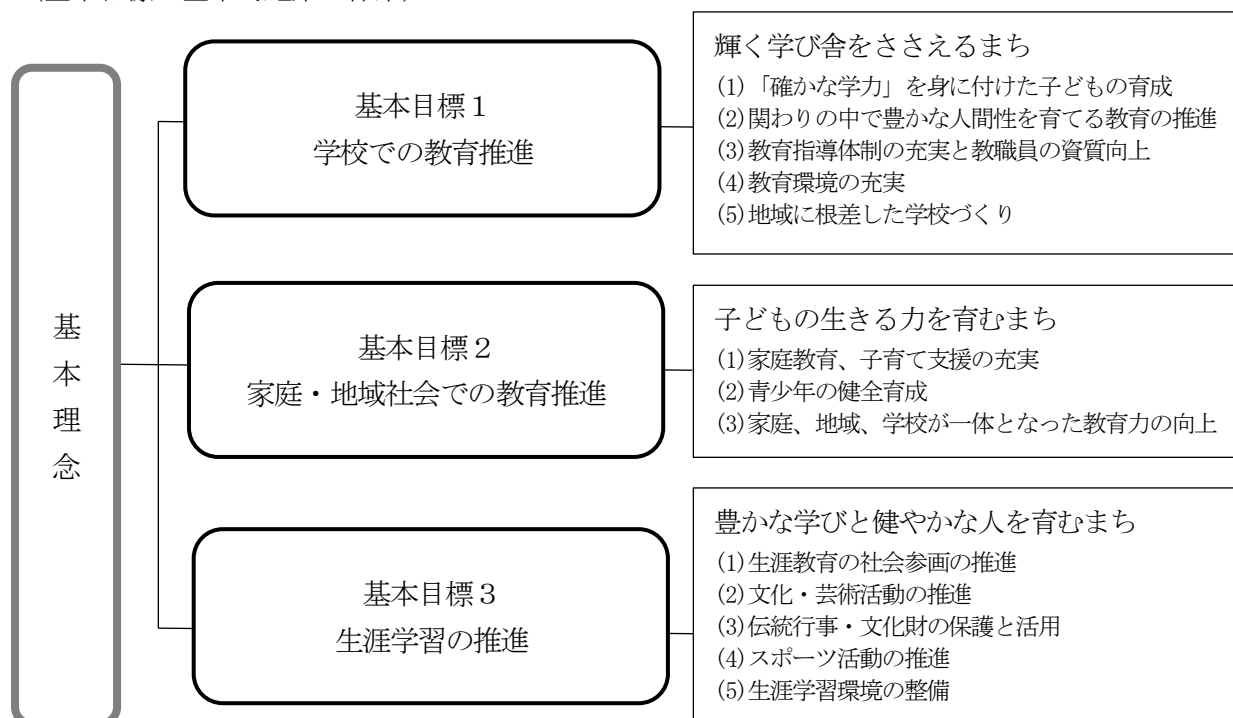 基本理念
基本目標１
学校での教育推進
輝く学び舎をささえるまち
(1)「確かな学力」を身に付けた子どもの育成
(2)関わりの中で豊かな人間性を育てる教育の推進
(3)教育指導体制の充実と教職員の資質向上
(4)教育環境の充実
(5)地域に根差した学校づくり
基本目標２
家庭・地域社会での教育推進
子どもの生きる力を育むまち
(1)家庭教育、子育て支援の充実
(2)青少年の健全育成
(3)家庭、地域、学校が一体となった教育力の向上
基本目標３
生涯学習の推進
豊かな学びと健やかな人を育むまち
(1)生涯教育の社会参画の推進
(2)文化・芸術活動の推進
(3)伝統行事・文化財の保護と活用
(4)スポーツ活動の推進
(5)生涯学習環境の整備